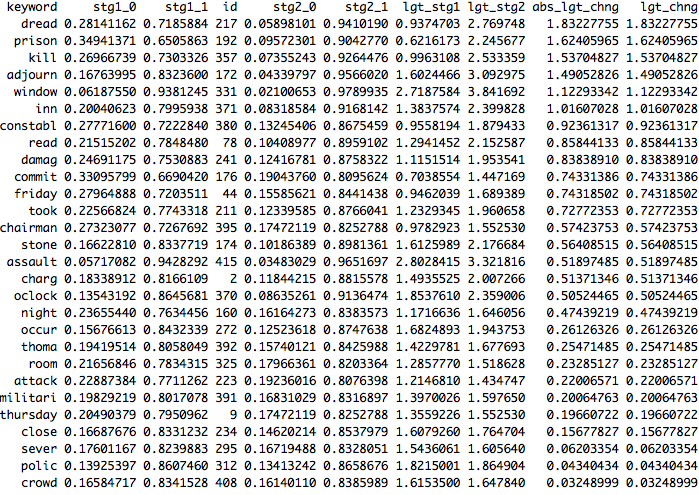 keyword stg1_0 stg1_1 id stg2_0 stg2_1 lgt_stg1 lgt_stg2 abs_lgt_chng lgt_chng
dread 0.28141162 0.7185884 217 0.05898101 0.9410190 0.9374703 2.769748 1.83227755 1.83227755
prison 0.34941371 0.6505863 192 0.09572301 0.9042770 0.6216173 2.245677 1.62405965 1.62405965
kill 0.26966739 0.7303326 357 0.07355243 0.9264476 0.9963108 2.533359 1.53704827 1.53704827
adjourn 0.16763995 0.8323600 172 0.04339797 0.9566020 1.6024466 3.092975 1.49052826 1.49052826
window 0.06187550 0.9381245 331 0.02100653 0.9789935 2.7187584 3.841692 1.12293342 1.12293342
inn 0.20040623 0.7995938 371 0.08318584 0.9168142 1.3837574 2.399828 1.01607028 1.01607028
constabl 0.27771600 0.7222840 380 0.13245406 0.8675459 0.9558194 1.879433 0.92361317 0.92361317
read 0.21515202 0.7848480 78 0.10408977 0.8959102 1.2941452 2.152587 0.85844133 0.85844133
damag 0.24691175 0.7530883 241 0.12416781 0.8758322 1.1151514 1.953541 0.83838910 0.83838910
commit 0.33095799 0.6690420 176 0.19043760 0.8095624 0.7038554 1.447169 0.74331386 0.74331386
friday 0.27964888 0.7203511 44 0.15585621 0.8441438 0.9462039 1.689389 0.74318502 0.74318502
took 0.22566824 0.7743318 211 0.12339585 0.8766041 1.2329345 1.960658 0.72772353 0.72772353
chairman 0.27323077 0.7267692 395 0.17472119 0.8252788 0.9782923 1.552530 0.57423753 0.57423753
stone 0.16622810 0.8337719 174 0.10186389 0.8981361 1.6125989 2.176684 0.56408515 0.56408515
assault 0.05717082 0.9428292 415 0.03483029 0.9651697 2.8028415 3.321816 0.51897485 0.51897485
charg 0.18338912 0.8166109 2 0.11844215 0.8815578 1.4935525 2.007266 0.51371346 0.51371346
oclock 0.13543192 0.8645681 370 0.08635261 0.9136474 1.8537610 2.359006 0.50524465 0.50524465
night 0.23655440 0.7634456 160 0.16164273 0.8383573 1.1716636 1.646056 0.47439219 0.47439219
occur 0.15676613 0.8432339 272 0.12523618 0.8747638 1.6824893 1.943753 0.26126326 0.26126326
thoma 0.19419514 0.8058049 392 0.15740121 0.8425988 1.4229781 1.677693 0.25471485 0.25471485
room 0.21656846 0.7834315 325 0.17966361 0.8203364 1.2857770 1.518628 0.23285127 0.23285127
attack 0.22887384 0.7711262 223 0.19236016 0.8076398 1.2146810 1.434747 0.22006571 0.22006571
militari 0.19829219 0.8017078 391 0.16831029 0.8316897 1.3970026 1.597650 0.20064763 0.20064763
thursday 0.20490379 0.7950962 9 0.17472119 0.8252788 1.3559226 1.552530 0.19660722 0.19660722
close 0.16687676 0.8331232 234 0.14620214 0.8537979 1.6079260 1.764704 0.15677827 0.15677827
sever 0.17601167 0.8239883 295 0.16719488 0.8328051 1.5436061 1.605640 0.06203354 0.06203354
polic 0.13925397 0.8607460 312 0.13413242 0.8658676 1.8215001 1.864904 0.04340434 0.04340434
crowd 0.16584717 0.8341528 408 0.16140110 0.8385989 1.6153500 1.647840 0.03248999 0.03248999